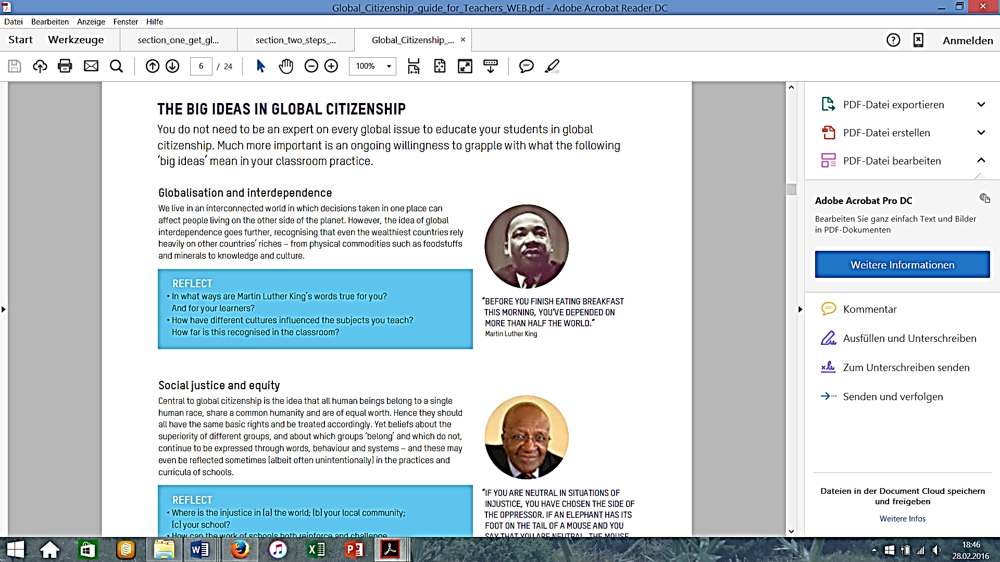 Global_Citizenship_guide_for_Teachers_WEB.pdf - Adobe Acrobat Reader DC
Datei Bearbeiten Anzeige Fenster Hilfe
Start Werkzeuge section_one_get_gl... section_two_steps_... Global_Citizenship_... × Anmelden
6 / 24 100%
THE BIG IDEAS IN GLOBAL CITIZENSHIP
You do not need to be an expert on every global issue to educate your students in global
citizenship. Much more important is an ongoing willingness to grapple with what the following
‘big ideas’ mean in your classroom practice.
Globalisation and interdependence
We live in an interconnected world in which decisions taken in one place can
affect people living on the other side of the planet. However, the idea of global
interdependence goes further, recognising that even the wealthiest countries rely
heavily on other countries’ riches – from physical commodities such as foodstuffs
and minerals to knowledge and culture.
REFLECT
• In what ways are Martin Luther King’s words true for you?
And for your learners?
• How have different cultures influenced the subjects you teach?
How far is this recognised in the classroom?
“BEFORE YOU FINISH EATING BREAKFAST
THIS MORNING, YOU’VE DEPENDED ON
MORE THAN HALF THE WORLD.”
Martin Luther King
Social justice and equity
Central to global citizenship is the idea that all human beings belong to a single
human race, share a common humanity and are of equal worth. Hence they should
all have the same basic rights and be treated accordingly. Yet beliefs about the
superiority of different groups, and about which groups ‘belong’ and which do not,
continue to be expressed through words, behaviour and systems – and these may
even be reflected sometimes (albeit often unintentionally) in the practices and
curricula of schools.
REFLECT
• Where is the injustice in (a) the world; (b) your local community;
(c) your school?
• How can the work of schools both reinforce and challenge
“IF YOU ARE NEUTRAL IN SITUATIONS OF
INJUSTICE, YOU HAVE CHOSEN THE SIDE OF
THE OPPRESSOR. IF AN ELEPHANT HAS ITS
FOOT ON THE TAIL OF A MOUSE AND YOU
SAY THAT YOU ARE NEUTRAL, THE MOUSE
PDF-Datei exportieren
PDF-Datei erstellen
PDF-Datei bearbeiten
Adobe Acrobat Pro DC
Bearbeiten Sie ganz einfach Text und Bilder
in PDF-Dokumenten
Weitere Informationen
Kommentar
Ausfüllen und Unterschreiben
Zum Unterschreiben senden
Senden und verfolgen
Dateien in der Document Cloud speichern
und freigeben
Weitere Infos
18:46
28.02.2016